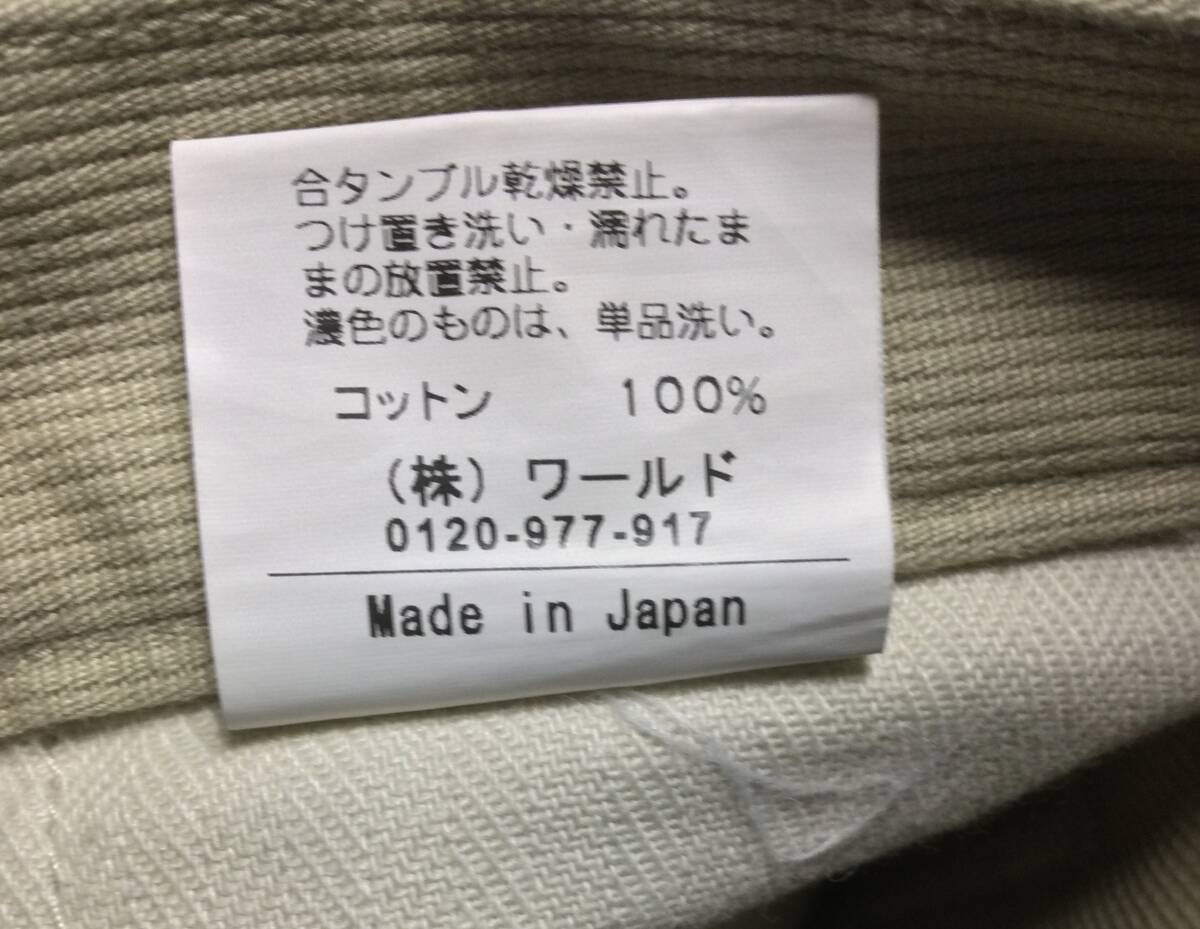 合タンブル乾燥禁止。
つけ置き洗い・濡れたま
まの放置禁止。
濃色のものは、単品洗い。
コットン １００％
（株）ワールド
0120-977-917
Made in Japan